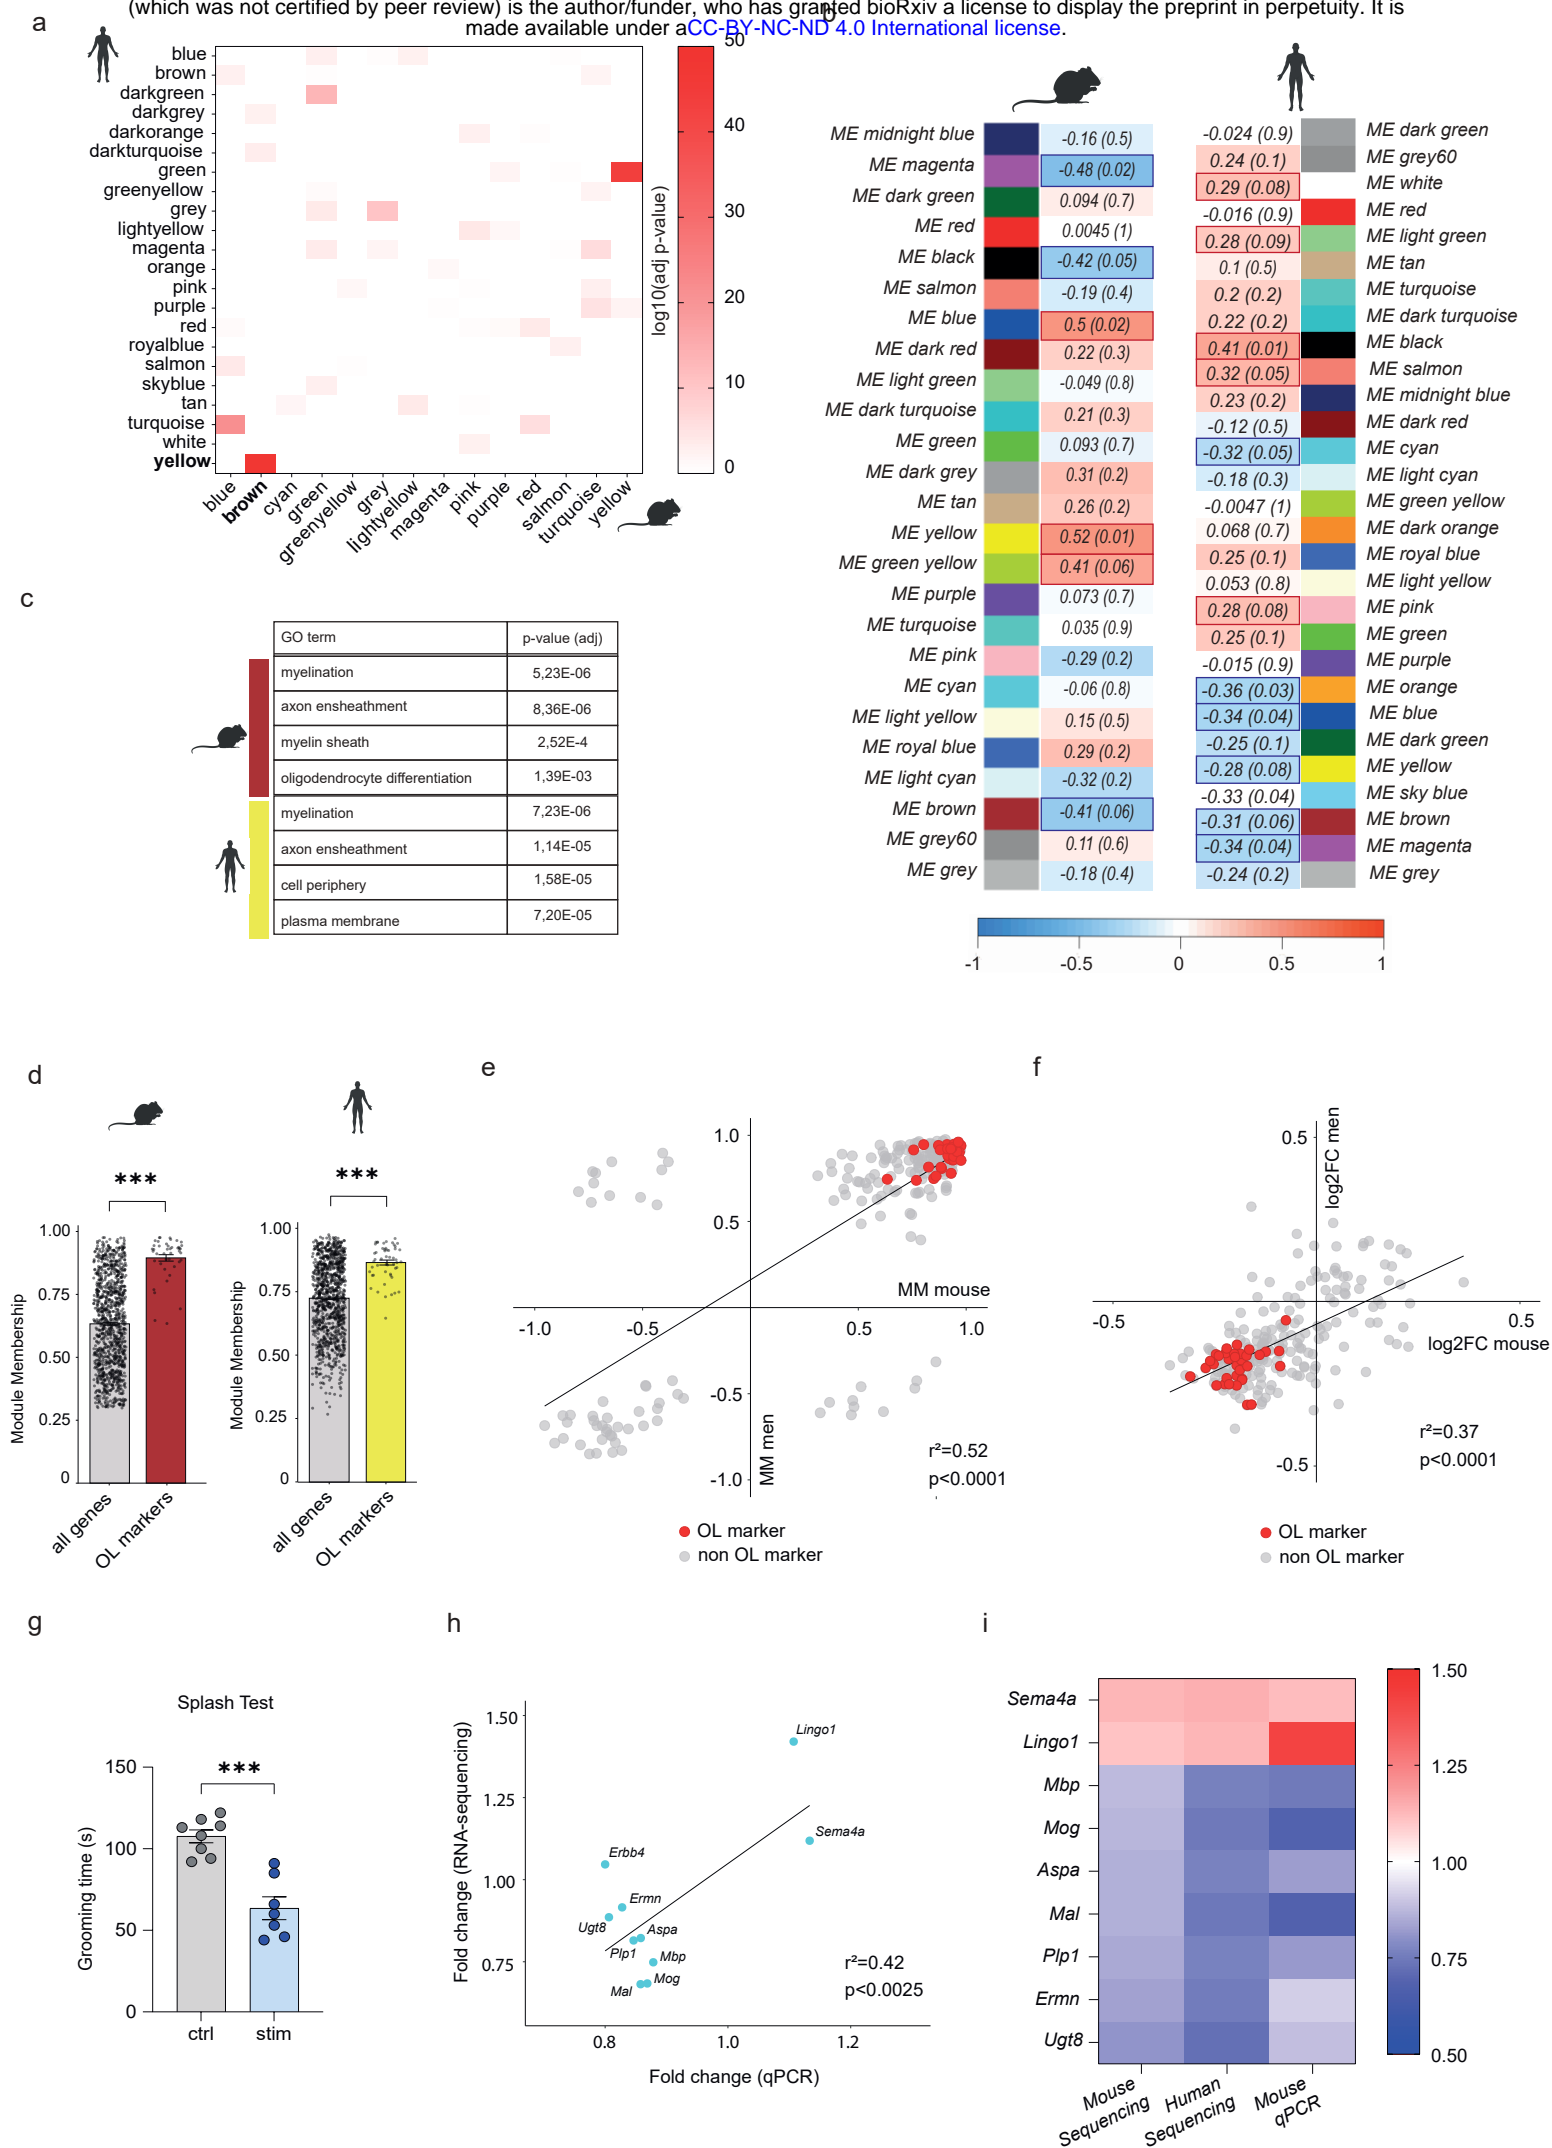 (which was not certified by peer review) is the author/funder, who has granted bioRxiv a license to display the preprint in perpetuity. It is
made available under aCC-BY-NC-ND 4.0 International license.
a
blue
brown
darkgreen
darkgrey
darkorange
darkturquoise
green
greenyellow
grey
lightyellow
magenta
orange
pink
purple
red
royalblue
salmon
skyblue
tan
turquoise
white
yellow
blue
brown
cyan
green
greenyellow
grey
lightyellow
magenta
pink
purple
red
salmon
turquoise
yellow
50
40
30
20
10
0
log10(adj p-value)
b
ME midnight blue -0.16 (0.5)
ME magenta -0.48 (0.02)
ME dark green 0.094 (0.7)
ME red 0.0045 (1)
ME black -0.42 (0.05)
ME salmon -0.19 (0.4)
ME blue 0.5 (0.02)
ME dark red 0.22 (0.3)
ME light green -0.049 (0.8)
ME dark turquoise 0.21 (0.3)
ME green 0.093 (0.7)
ME dark grey 0.31 (0.2)
ME tan 0.26 (0.2)
ME yellow 0.52 (0.01)
ME green yellow 0.41 (0.06)
ME purple 0.073 (0.7)
ME turquoise 0.035 (0.9)
ME pink -0.29 (0.2)
ME cyan -0.06 (0.8)
ME light yellow 0.15 (0.5)
ME royal blue 0.29 (0.2)
ME light cyan -0.32 (0.2)
ME brown -0.41 (0.06)
ME grey60 0.11 (0.6)
ME grey -0.18 (0.4)
-0.024 (0.9) ME dark green
0.24 (0.1) ME grey60
0.29 (0.08) ME white
-0.016 (0.9) ME red
0.28 (0.09) ME light green
0.1 (0.5) ME tan
0.2 (0.2) ME turquoise
0.22 (0.2) ME dark turquoise
0.41 (0.01) ME black
0.32 (0.05) ME salmon
0.23 (0.2) ME midnight blue
-0.12 (0.5) ME dark red
-0.32 (0.05) ME cyan
-0.18 (0.3) ME light cyan
-0.0047 (1) ME green yellow
0.068 (0.7) ME dark orange
0.25 (0.1) ME royal blue
0.053 (0.8) ME light yellow
0.28 (0.08) ME pink
0.25 (0.1) ME green
-0.015 (0.9) ME purple
-0.36 (0.03) ME orange
-0.34 (0.04) ME blue
-0.25 (0.1) ME dark green
-0.28 (0.08) ME yellow
-0.33 (0.04) ME sky blue
-0.31 (0.06) ME brown
-0.34 (0.04) ME magenta
-0.24 (0.2) ME grey
-1 -0.5 0 0.5 1
c
GO term p-value (adj)
myelination 5,23E-06
axon ensheathment 8,36E-06
myelin sheath 2,52E-4
oligodendrocyte differentiation 1,39E-03
myelination 7,23E-06
axon ensheathment 1,14E-05
cell periphery 1,58E-05
plasma membrane 7,20E-05
d
***
Module Membership
1.00
0.75
0.50
0.25
0
all genes
OL markers
***
Module Membership
1.00
0.75
0.50
0.25
0
all genes
OL markers
e
1.0
0.5
MM mouse
-1.0 -0.5 0.5 1.0
-0.5
-1.0
MM men
r²=0.52
p<0.0001
OL marker
non OL marker
f
log2FC men
0.5
-0.5 0.5
log2FC mouse
-0.5
r²=0.37
p<0.0001
OL marker
non OL marker
g
Splash Test
***
Grooming time (s)
150
100
50
0
ctrl stim
h
Fold change (RNA-sequencing)
1.50
1.25
1.00
0.75
Lingo1
Sema4a
Erbb4
Ermn
Ugt8
Aspa
Plp1
Mbp
Mog
Mal
r²=0.42
p<0.0025
0.8 1.0 1.2
Fold change (qPCR)
i
Sema4a
Lingo1
Mbp
Mog
Aspa
Mal
Plp1
Ermn
Ugt8
Mouse
Sequencing
Human
Sequencing
Mouse
qPCR
1.50
1.25
1.00
0.75
0.50